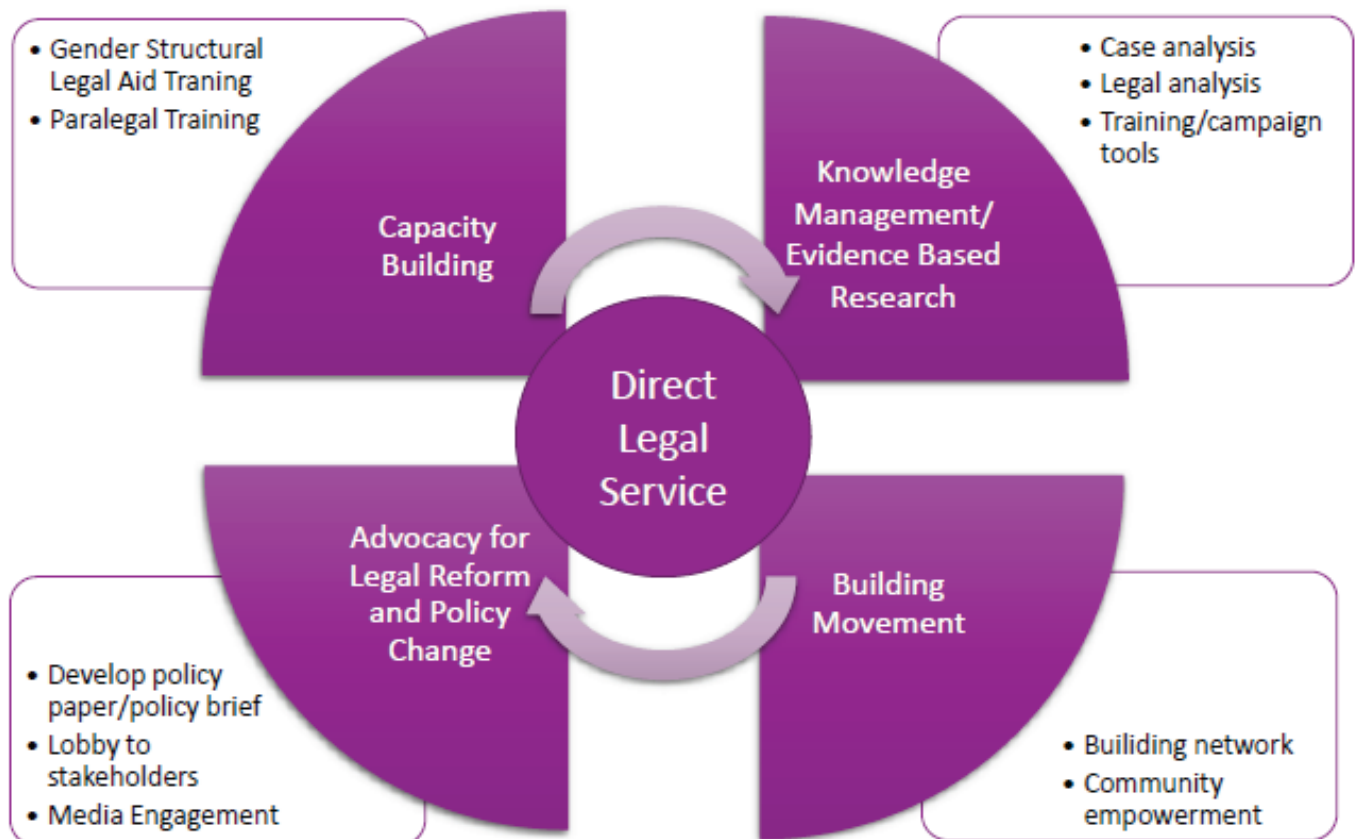 • Gender Structural
Legal Aid Traning
• Paralegal Training
Capacity
Building
• Case analysis
• Legal analysis
• Training/campaign
tools
Knowledge
Management/
Evidence Based
Research
Direct
Legal
Service
Advocacy for
Legal Reform
and Policy
Change
• Develop policy
paper/policy brief
• Lobby to
stakeholders
• Media Engagement
Building
Movement
• Builiding network
• Community
empowerment